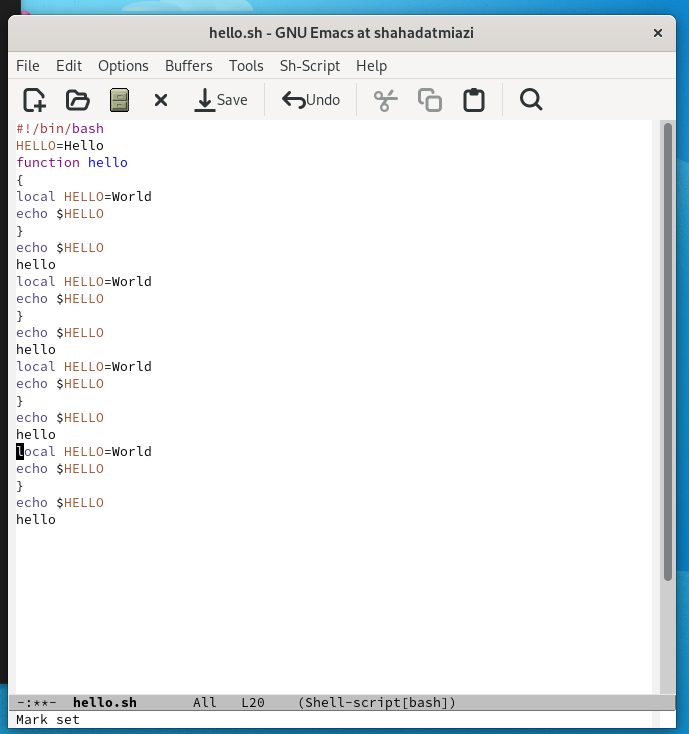 hello.sh - GNU Emacs at shahadatmiazi ×
File Edit Options Buffers Tools Sh-Script Help
Save Undo
#!/bin/bash
HELLO=Hello
function hello
{
local HELLO=World
echo $HELLO
}
echo $HELLO
hello
local HELLO=World
echo $HELLO
}
echo $HELLO
hello
local HELLO=World
echo $HELLO
}
echo $HELLO
hello
local HELLO=World
echo $HELLO
}
echo $HELLO
hello
-:**- hello.sh All L20 (Shell-script[bash])
Mark set